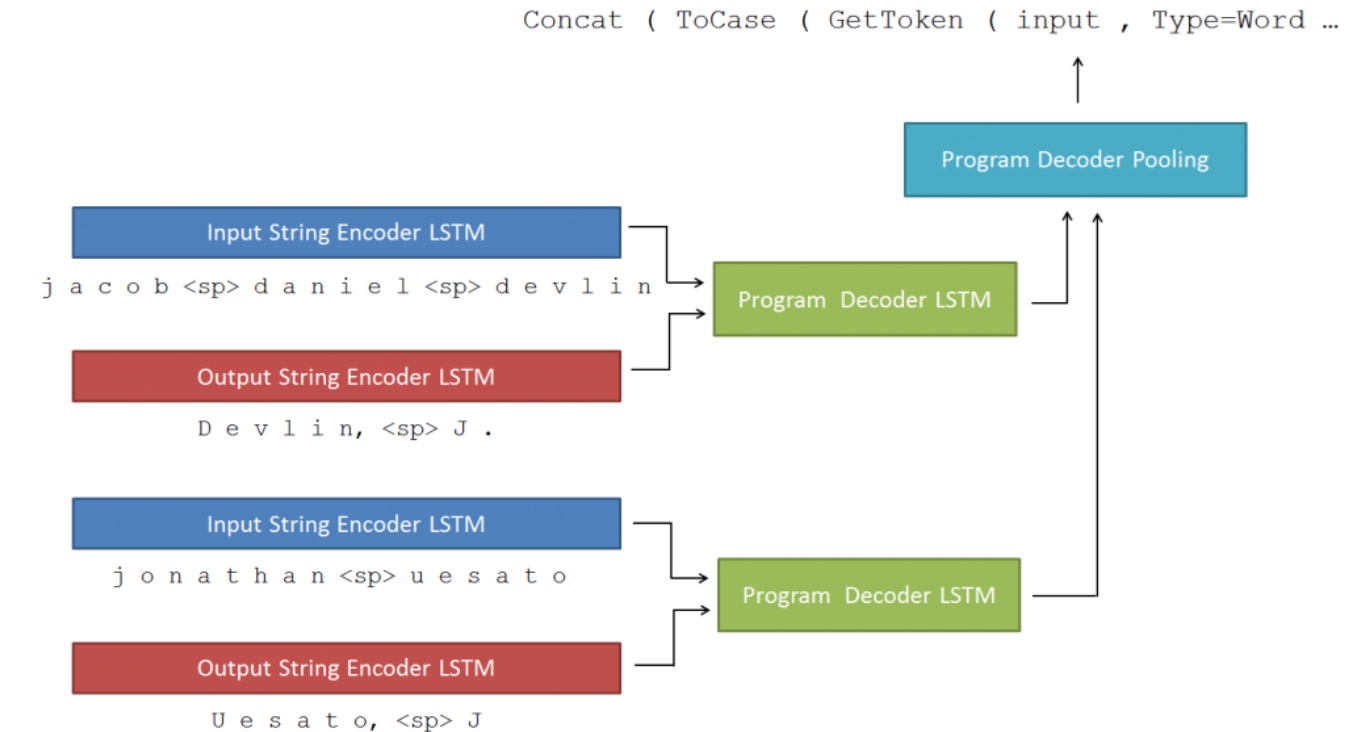 Concat ( ToCase ( GetToken ( input , Type=Word …
Program Decoder Pooling
Input String Encoder LSTM
j a c o b <sp> d a n i e l <sp> d e v l i n
Program Decoder LSTM
Output String Encoder LSTM
D e v l i n, <sp> J .
Input String Encoder LSTM
j o n a t h a n <sp> u e s a t o
Program Decoder LSTM
Output String Encoder LSTM
U e s a t o, <sp> J